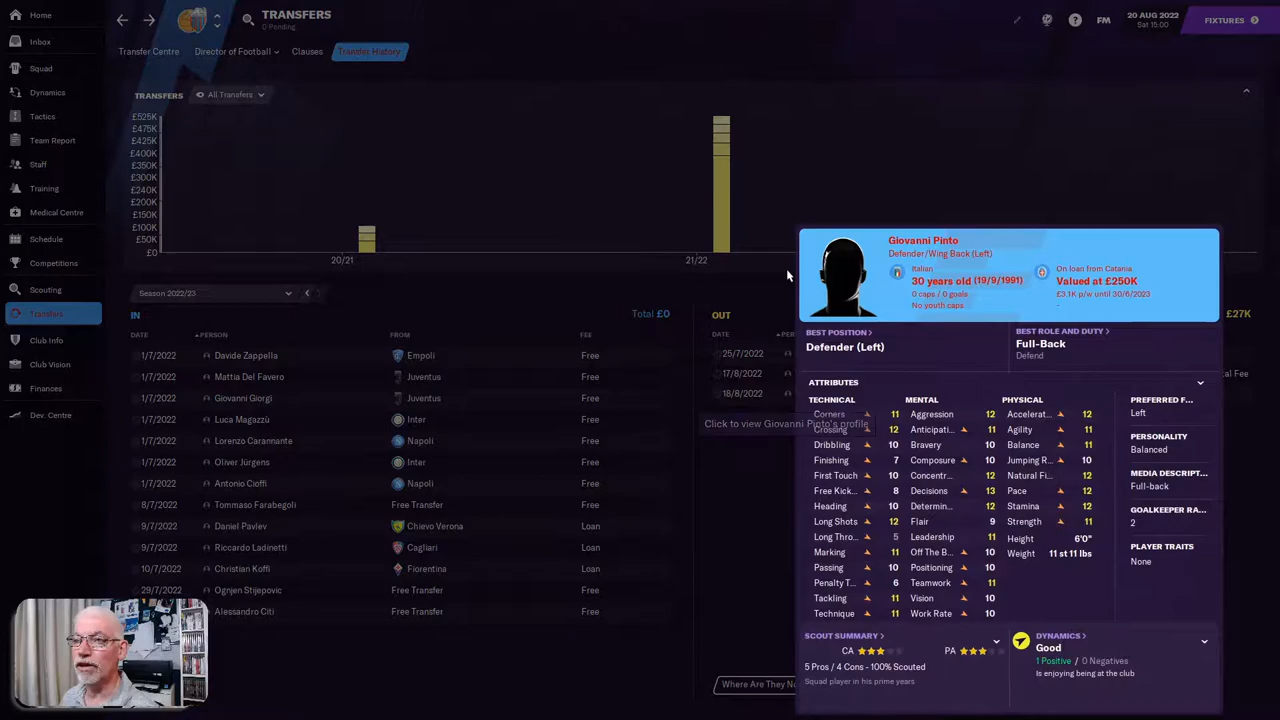 Home
TRANSFERS
0 Pending
FM
20 AUG 2022
Sat 15:00
FIXTURES
Inbox
Squad
Dynamics
Tactics
Team Report
Staff
Training
Medical Centre
Schedule
Competitions
Scouting
Transfers
Club Info
Club Vision
Finances
Dev. Centre
Transfer Centre
Director of Football
Clauses
Transfer History
TRANSFERS
All Transfers
£525K
£475K
£425K
£400K
£350K
£300K
£240K
£190K
£150K
£100K
£50K
£0
20/21
21/22
Season 2022/23
IN
Total £0
DATE PERSON FROM FEE
1/7/2022 Davide Zappella Empoli Free
1/7/2022 Mattia Del Favero Juventus Free
1/7/2022 Giovanni Giorgi Juventus Free
1/7/2022 Luca Magazzù Inter Free
1/7/2022 Lorenzo Carannante Napoli Free
1/7/2022 Oliver Jürgens Inter Free
1/7/2022 Antonio Cioffi Napoli Free
8/7/2022 Tommaso Farabegoli Free Transfer Free
9/7/2022 Daniel Pavlev Chievo Verona Loan
9/7/2022 Riccardo Ladinetti Cagliari Loan
10/7/2022 Christian Koffi Fiorentina Loan
29/7/2022 Ognjen Stijepovic Free Transfer Free
Alessandro Citi Free Transfer Free
OUT
£27K
DATE
25/7/2022
17/8/2022
18/8/2022
al Fee
Click to view Giovanni Pinto's profile
Where Are They No
Giovanni Pinto
Defender/Wing Back (Left)
Italian
30 years old (19/9/1991)
0 caps / 0 goals
No youth caps
On loan from Catania
Valued at £250K
£3.1K p/w until 30/6/2023
-
BEST POSITION
Defender (Left)
BEST ROLE AND DUTY
Full-Back
Defend
ATTRIBUTES
TECHNICAL
Corners 11
Crossing 12
Dribbling 10
Finishing 7
First Touch 10
Free Kick... 8
Heading 10
Long Shots 12
Long Thro... 5
Marking 11
Passing 10
Penalty T... 6
Tackling 11
Technique 11
MENTAL
Aggression 12
Anticipati... 11
Bravery 10
Composure 10
Concentr... 12
Decisions 13
Determin... 12
Flair 9
Leadership 11
Off The B... 10
Positioning 10
Teamwork 11
Vision 10
Work Rate 10
PHYSICAL
Accelerat... 12
Agility 11
Balance 11
Jumping R... 10
Natural Fi... 12
Pace 12
Stamina 12
Strength 11
Height 6'0"
Weight 11 st 11 lbs
PREFERRED F...
Left
PERSONALITY
Balanced
MEDIA DESCRIPT...
Full-back
GOALKEEPER RA...
2
PLAYER TRAITS
None
SCOUT SUMMARY
CA PA
5 Pros / 4 Cons - 100% Scouted
Squad player in his prime years
DYNAMICS
Good
1 Positive / 0 Negatives
Is enjoying being at the club